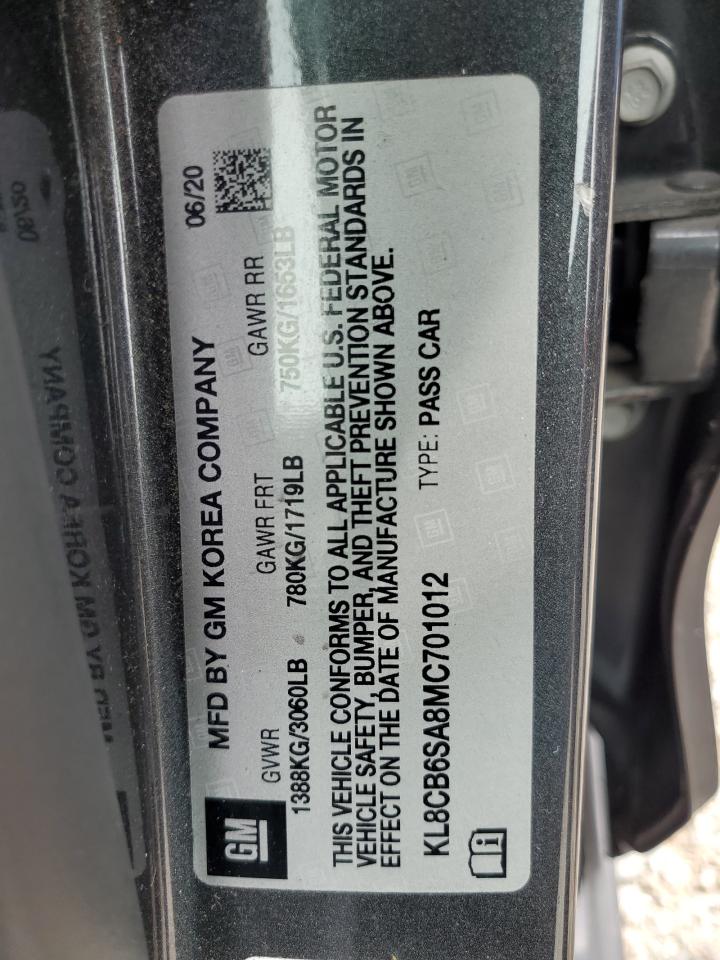 GM
MFD BY GM KOREA COMPANY 06/20
GVWR GAWR FRT GAWR RR
1388KG/3060LB 780KG/1719LB 750KG/1653LB
THIS VEHICLE CONFORMS TO ALL APPLICABLE U.S. FEDERAL MOTOR
VEHICLE SAFETY, BUMPER, AND THEFT PREVENTION STANDARDS IN
EFFECT ON THE DATE OF MANUFACTURE SHOWN ABOVE.
KL8CB6SA8MC701012 TYPE: PASS CAR